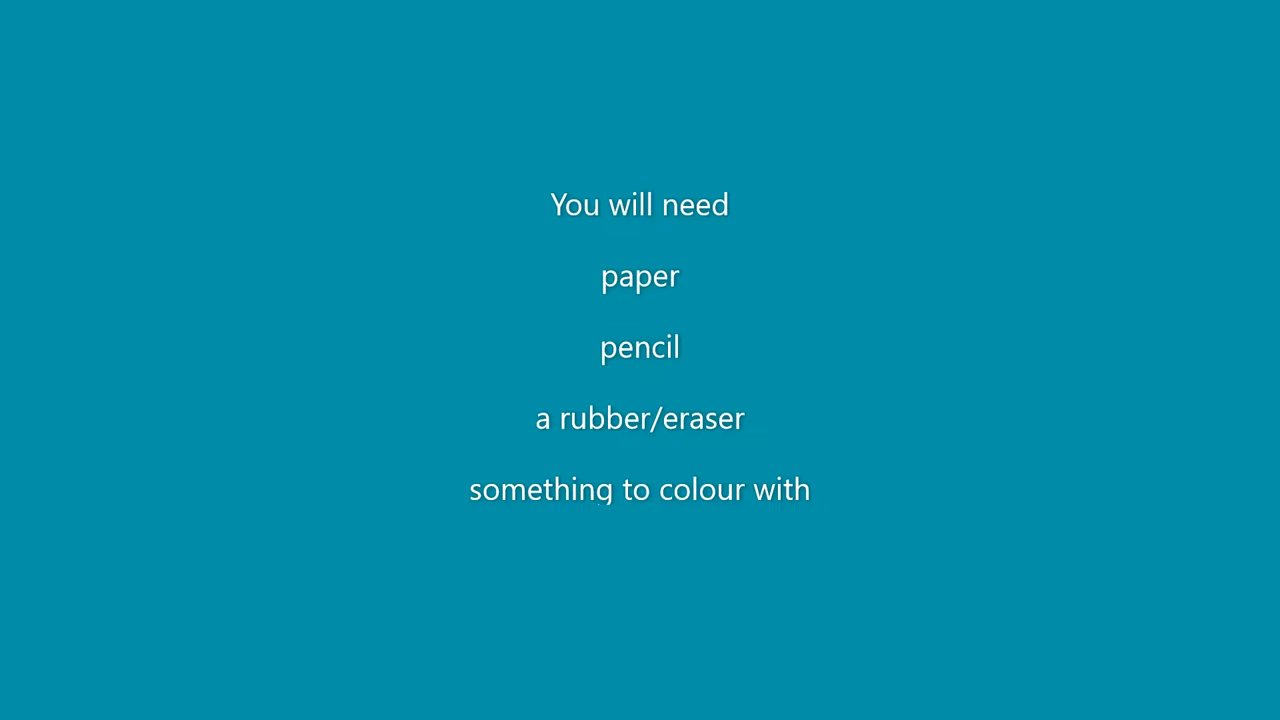 You will need
paper
pencil
a rubber/eraser
something to colour with